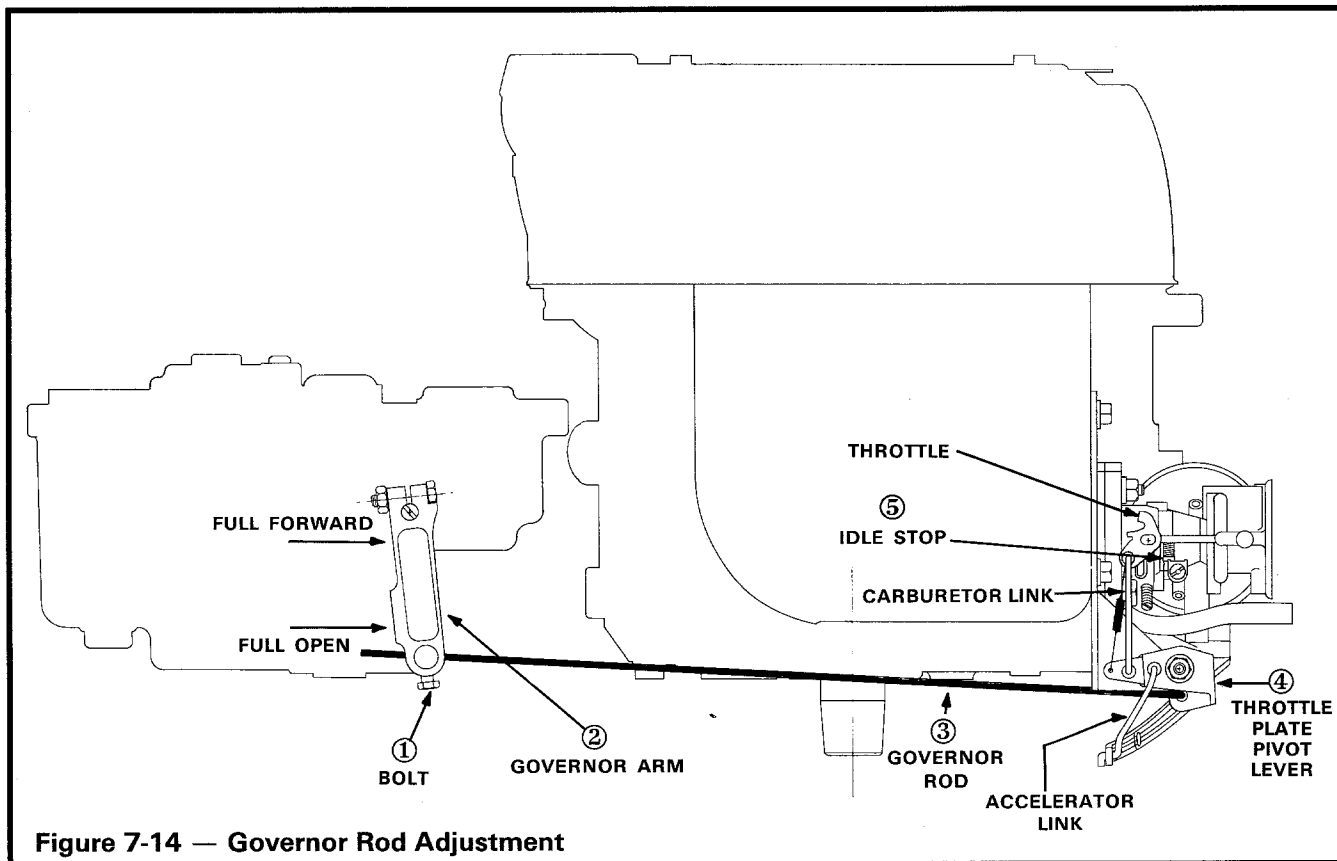 THROTTLE
⑤
IDLE STOP
FULL FORWARD
CARBURETOR LINK
FULL OPEN
①
BOLT
②
GOVERNOR ARM
③
GOVERNOR
ROD
④
THROTTLE
PLATE
PIVOT
LEVER
ACCELERATOR
LINK
Figure 7-14 — Governor Rod Adjustment